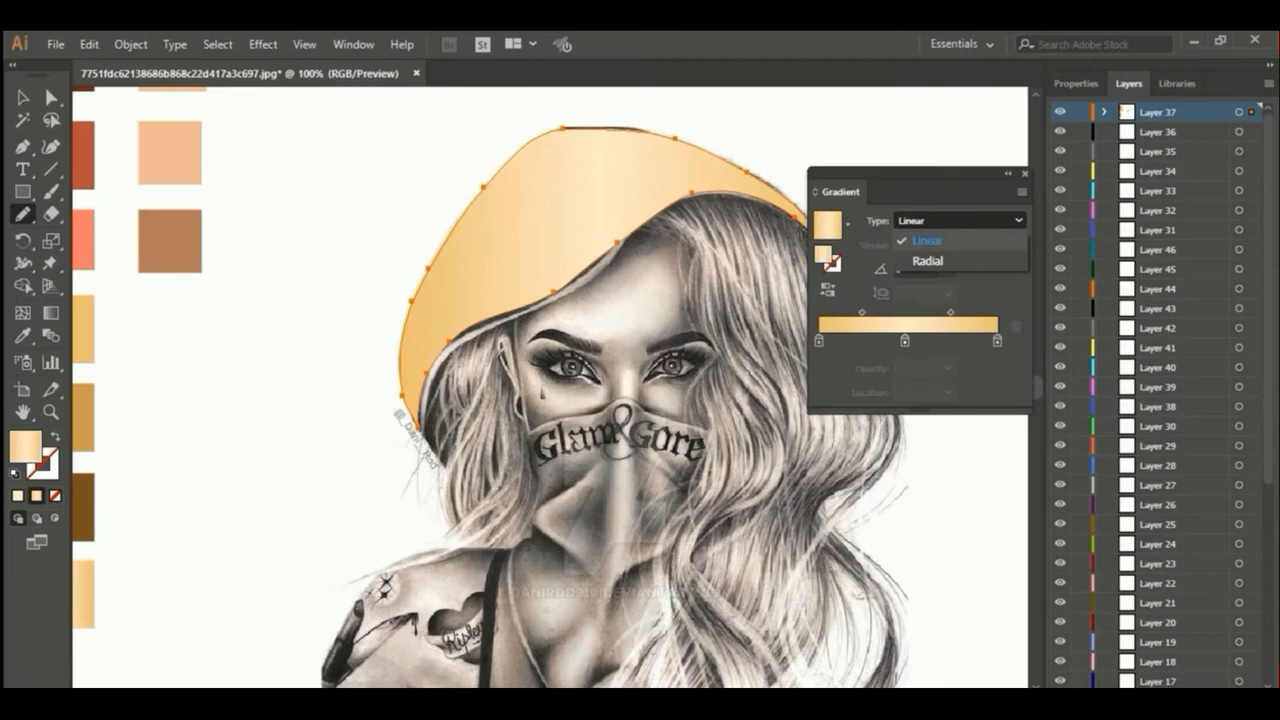 Ai File Edit Object Type Select Effect View Window Help Br St Essentials Search Adobe Stock
7751fdc62138686b868c22d417a3c697.jpg* @ 100% (RGB/Preview)
Properties Layers Libraries
Gradient
Type: Linear
Linear
Stroke:
Radial
Opacity:
Location:
Layer 37
Layer 36
Layer 35
Layer 34
Layer 33
Layer 32
Layer 31
Layer 46
Layer 45
Layer 44
Layer 43
Layer 42
Layer 41
Layer 40
Layer 39
Layer 38
Layer 30
Layer 29
Layer 28
Layer 27
Layer 26
Layer 25
Layer 24
Layer 23
Layer 22
Layer 21
Layer 20
Layer 19
Layer 18
Layer 17
Glam & Gore